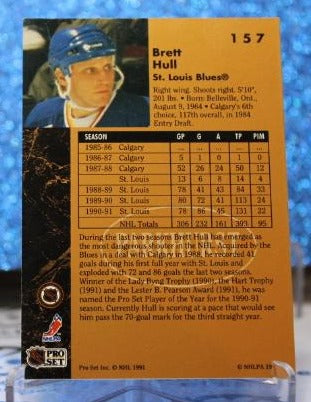 157
Brett
Hull
St. Louis Blues®
Right wing. Shoots right. 5'10",
201 lbs. • Born: Belleville, Ont.,
August 9, 1964 • Calgary's 6th
choice, 117th overall, in 1984
Entry Draft.
SEASON GP G A TP PIM
1985-86 Calgary ... ... ... ... ...
1986-87 Calgary 5 1 0 1 0
1987-88 Calgary 52 26 24 50 12
St. Louis 13 6 8 14 4
1988-89 St. Louis 78 41 43 84 33
1989-90 St. Louis 80 72 41 113 24
1990-91 St. Louis 78 86 45 131 22
NHL Totals 306 232 161 393 95
During the last two seasons Brett Hull has emerged as
the most dangerous shooter in the NHL. Acquired by the
Blues in a deal with Calgary in 1988, he recorded 41
goals during his first full year with St. Louis and
exploded with 72 and 86 goals the last two years.
Winner of the Lady Byng Trophy (1990), the Hart Trophy
(1991) and the Lester B. Pearson Award (1991), he was
named the Pro Set Player of the Year for the 1990-91
season. Currently Hull is scoring at a pace that would see
him pass the 70-goal mark for the third straight year.
NHL
PRO SET
Pro Set Inc. © NHL 1991
© NHLPA 19